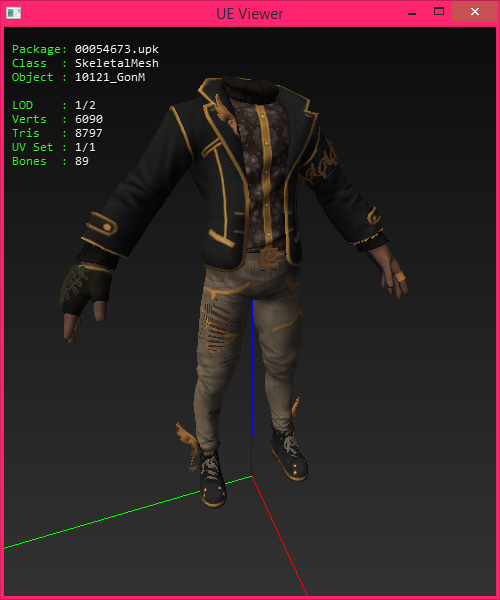 UE Viewer
Package: 00054673.upk
Class  : SkeletalMesh
Object : 10121_GonM
LOD    : 1/2
Verts  : 6090
Tris   : 8797
UV Set : 1/1
Bones  : 89